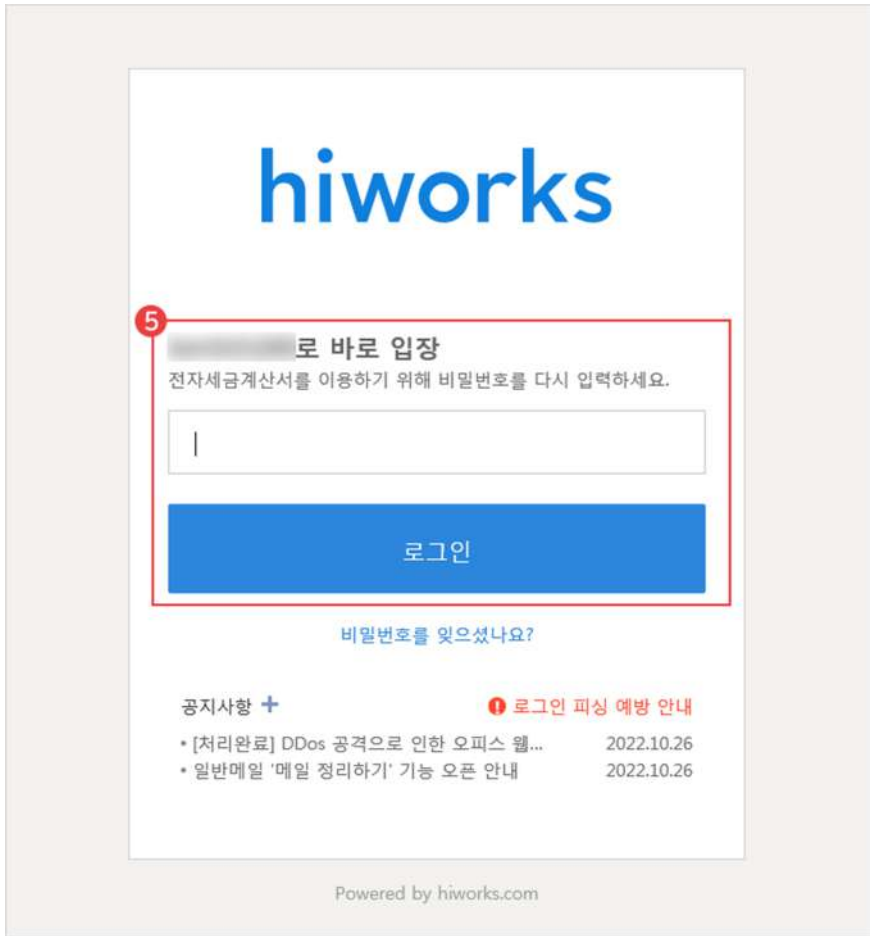 hiworks
5
로 바로 입장
전자세금계산서를 이용하기 위해 비밀번호를 다시 입력하세요.
로그인
비밀번호를 잊으셨나요?
공지사항 + ! 로그인 피싱 예방 안내
• [처리완료] DDos 공격으로 인한 오피스 웹... 2022.10.26
• 일반메일 '메일 정리하기' 기능 오픈 안내 2022.10.26
Powered by hiworks.com